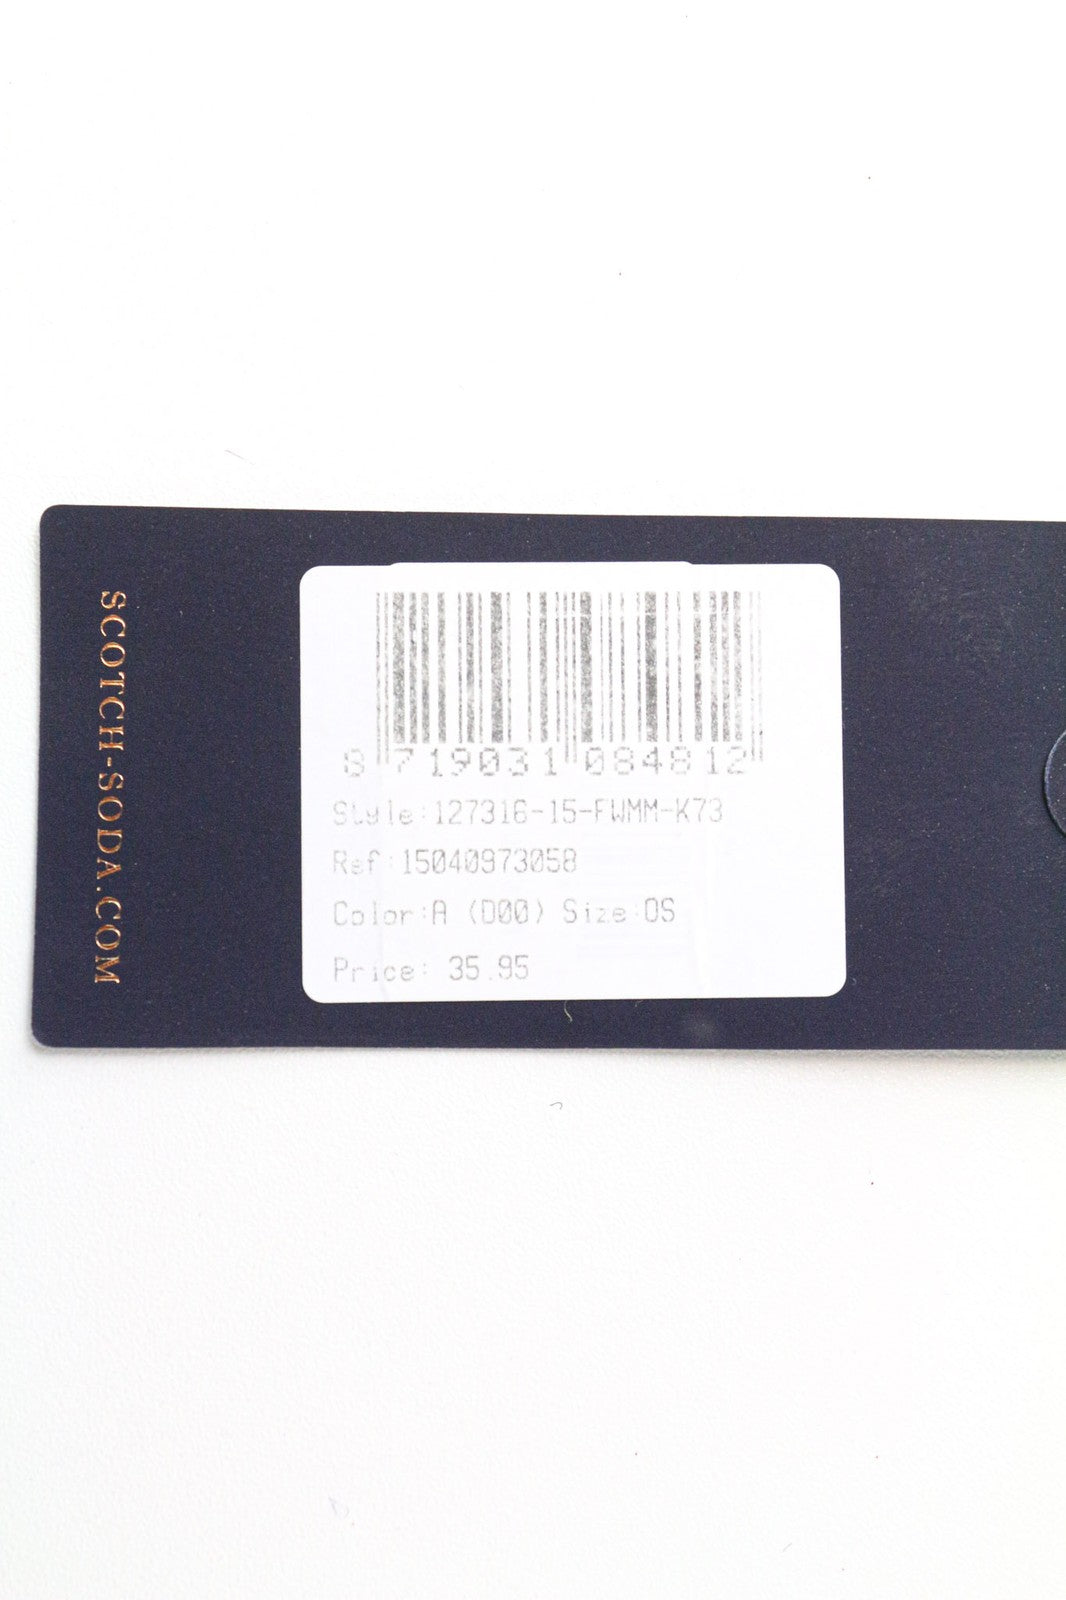 SCOTCH-SODA.COM
8 719031 084812
Style:127316-15-FWMM-K73
Ref:15040973058
Color:A (D00) Size:OS
Price: 35.95